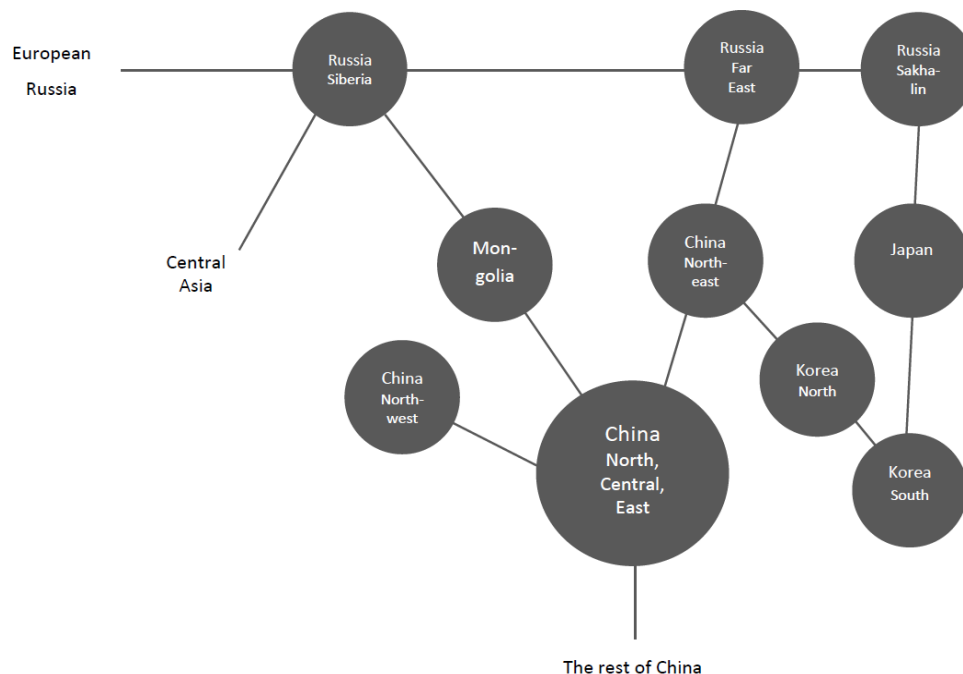 European
Russia
Russia
Siberia
Russia
Far
East
Russia
Sakha-
lin
Central
Asia
Mon-
golia
China
North-
east
Japan
China
North-
west
Korea
North
China
North,
Central,
East
Korea
South
The rest of China